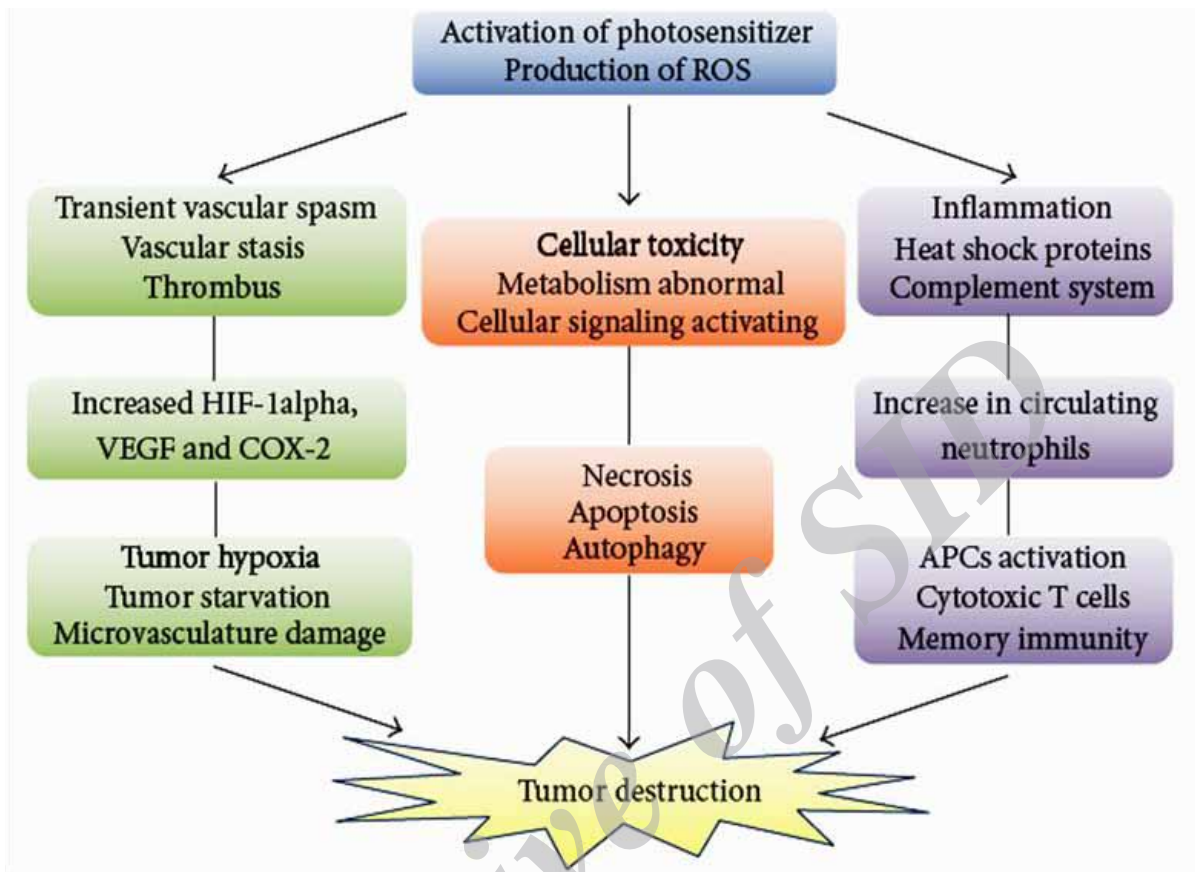 Activation of photosensitizer
Production of ROS
Transient vascular spasm
Vascular stasis
Thrombus
Increased HIF-1alpha,
VEGF and COX-2
Tumor hypoxia
Tumor starvation
Microvasculature damage
Cellular toxicity
Metabolism abnormal
Cellular signaling activating
Necrosis
Apoptosis
Autophagy
Inflammation
Heat shock proteins
Complement system
Increase in circulating
neutrophils
APCs activation
Cytotoxic T cells
Memory immunity
Tumor destruction
of SID